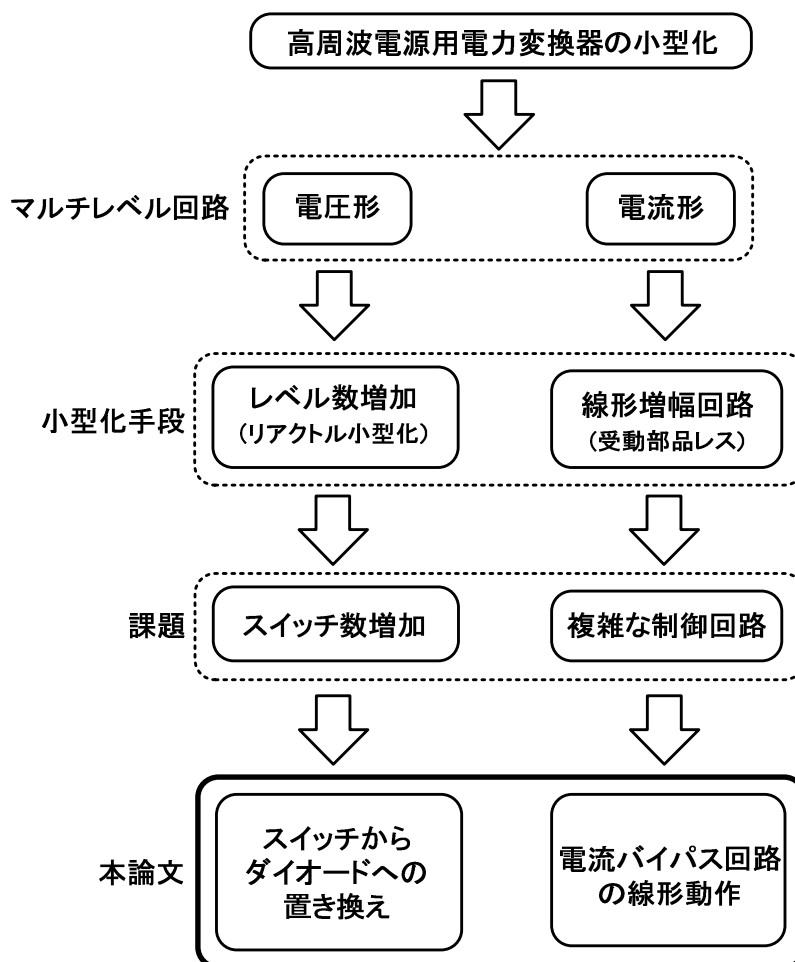 高周波電源用電力変換器の小型化
マルチレベル回路
電圧形
電流形
小型化手段
レベル数増加
（リアクトル小型化）
線形増幅回路
（受動部品レス）
課題
スイッチ数増加
複雑な制御回路
本論文
スイッチから
ダイオードへの
置き換え
電流バイパス回路
の線形動作